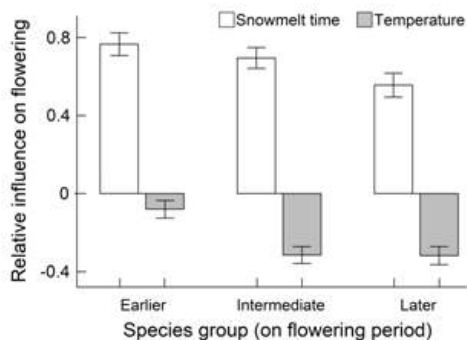 Snowmelt time Temperature
Relative influence on flowering
0.8
0.4
0
-0.4
Earlier Intermediate Later
Species group (on flowering period)